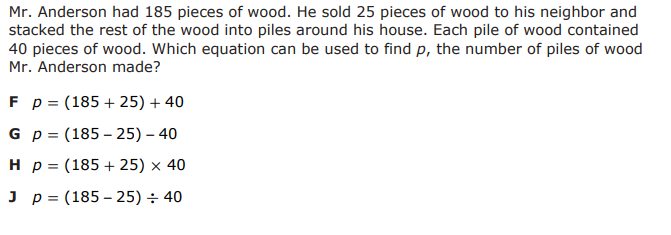 Mr. Anderson had 185 pieces of wood. He sold 25 pieces of wood to his neighbor and
stacked the rest of the wood into piles around his house. Each pile of wood contained
40 pieces of wood. Which equation can be used to find p, the number of piles of wood
Mr. Anderson made?
F p = (185 + 25) + 40
G p = (185 – 25) – 40
H p = (185 + 25) × 40
J p = (185 – 25) ÷ 40